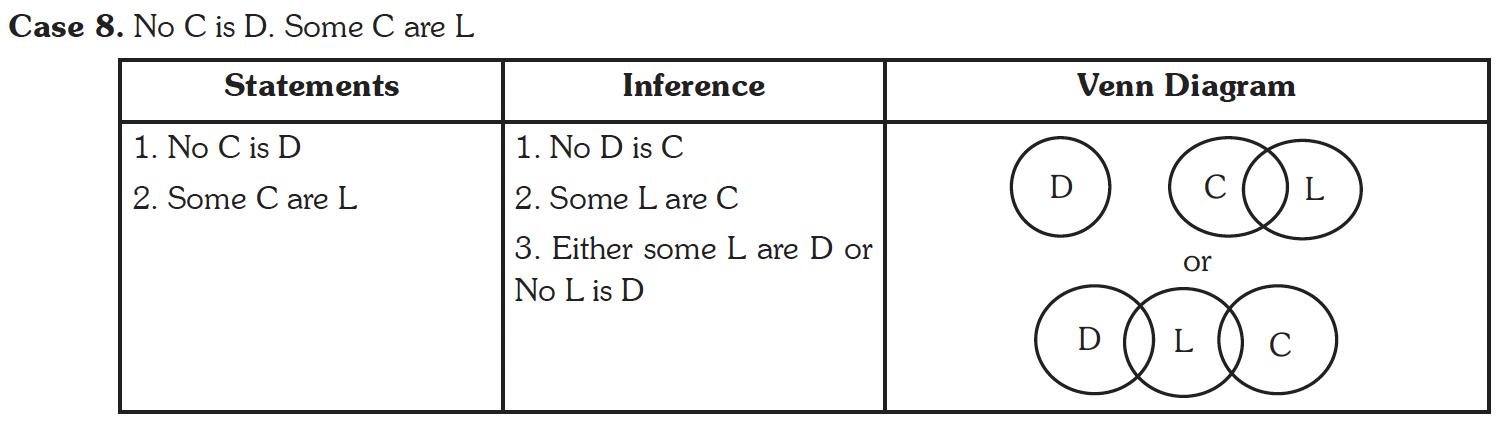 Case 8. No C is D. Some C are L
Statements
Inference
Venn Diagram
1. No C is D
2. Some C are L
1. No D is C
2. Some L are C
3. Either some L are D or
No L is D
D
C
L
or
D
L
C